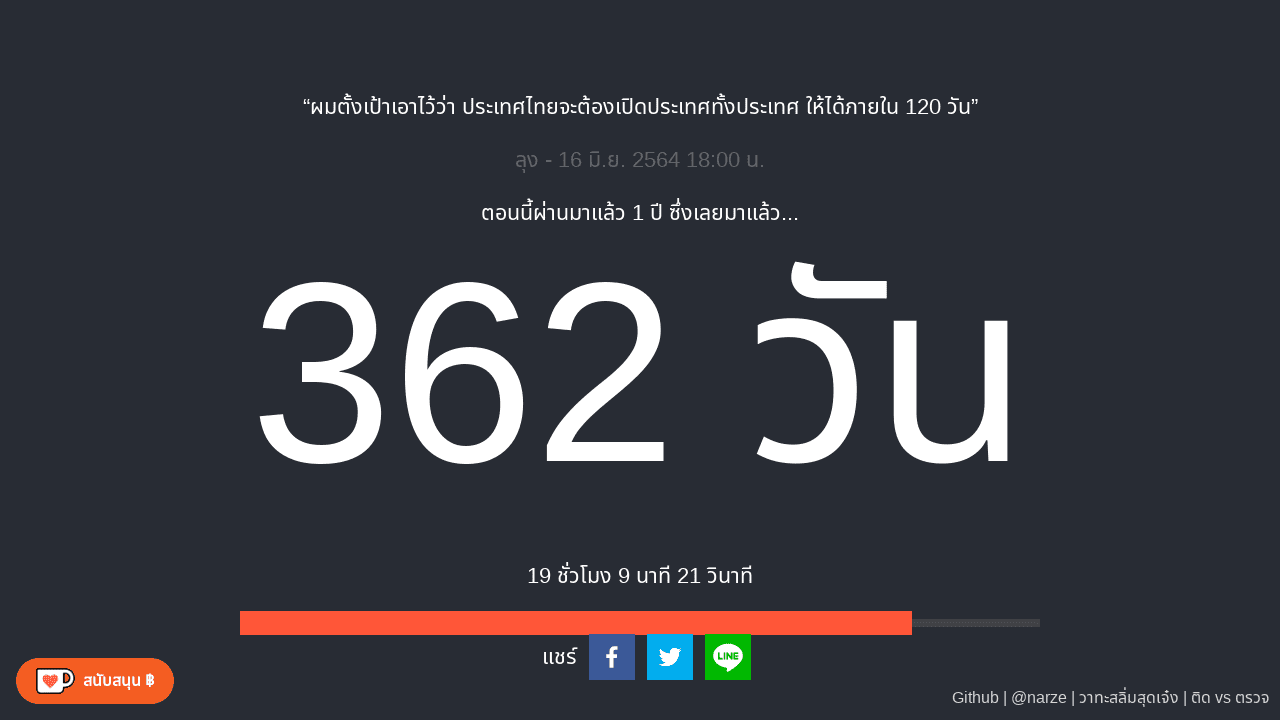 “ผมตั้งเป้าเอาไว้ว่า ประเทศไทยจะต้องเปิดประเทศทั้งประเทศ ให้ได้ภายใน 120 วัน”
ลุง - 16 มิ.ย. 2564 18:00 น.
ตอนนี้ผ่านมาแล้ว 1 ปี ซึ่งเลยมาแล้ว...
362 วัน
19 ชั่วโมง 9 นาที 21 วินาที
แชร์
LINE
สนับสนุน ฿
Github | @narze | วาทะสลิ่มสุดเจ๋ง | ติด vs ตรวจ